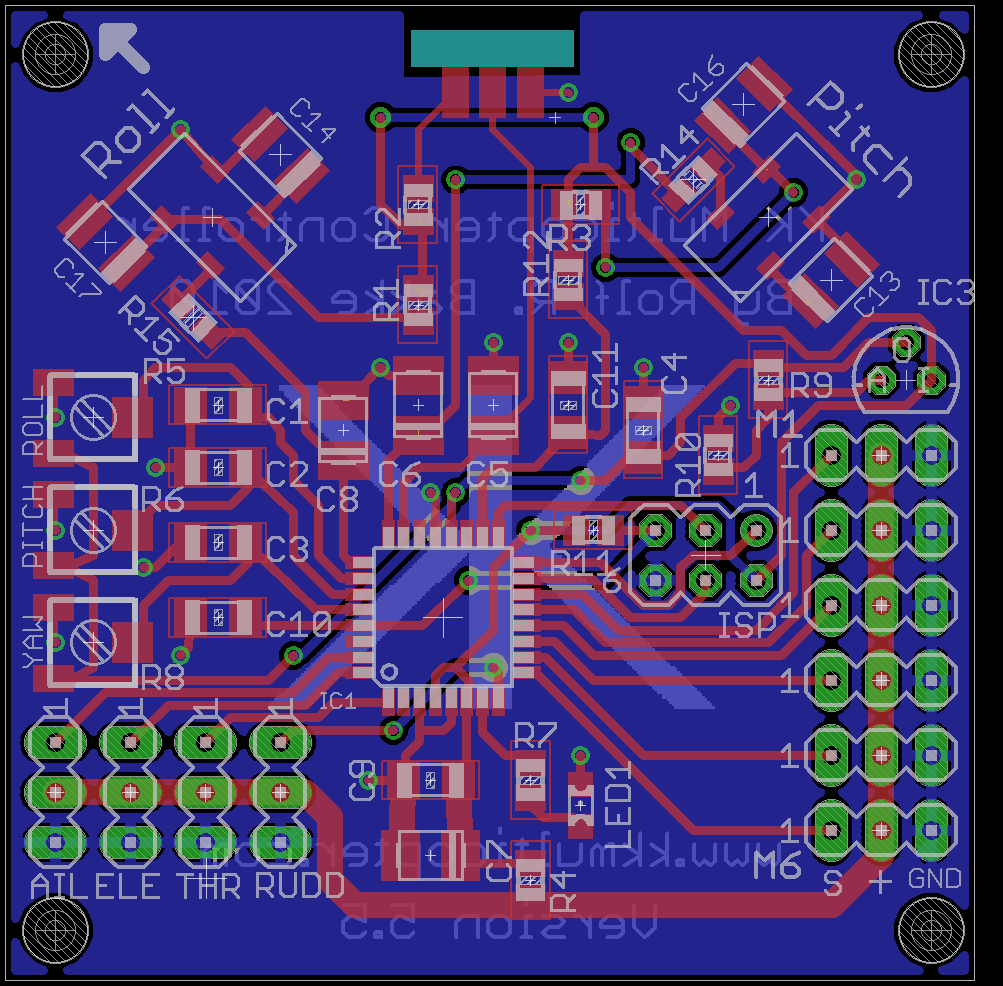 Roll
C14
C16
Pitch
R14
C17
R2
R3
KK Multikopter Controller
R15
R1
R12
C13
IC3
By Rolf R. Bakke 2010
R5
C11
C4
R9
ROLL
C1
M1
C2
C6
C5
R10
1
1
PITCH
R6
C8
1
C3
R11
6
YAW
C10
ISP
1
R8
IC1
1
1
1
1
1
R7
C9
LED1
1
1
www.kkmultikopter.com
C7
M6
R4
AIL
ELE
THR
RUDD
S
+
GND
Version 5.5